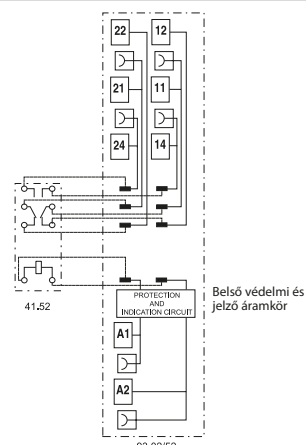 22 12
21 11
24 14
41.52
PROTECTION
AND
INDICATION CIRCUIT
Belső védelmi és
jelző áramkör
A1
A2